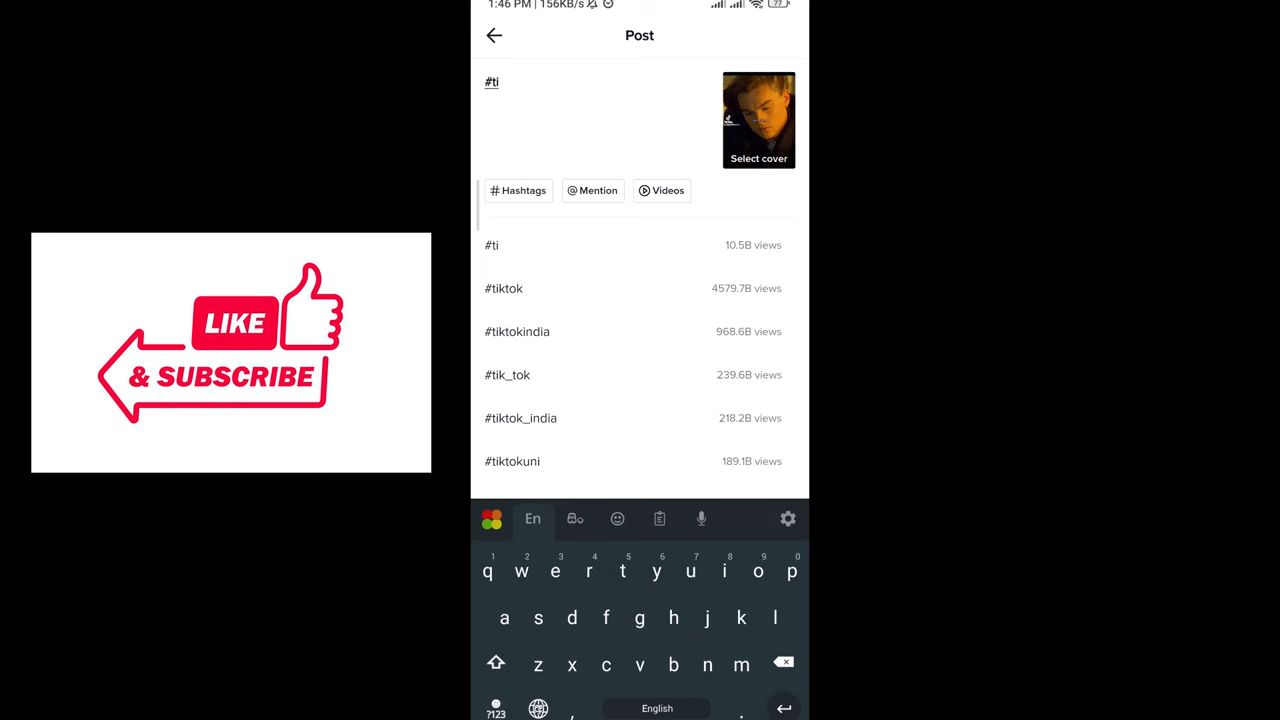 1:46 PM | 156KB/s
77
Post
#ti
Select cover
# Hashtags
@ Mention
Videos
#ti 10.5B views
#tiktok 4579.7B views
#tiktokindia 968.6B views
#tik_tok 239.6B views
#tiktok_india 218.2B views
#tiktokuni 189.1B views
LIKE
& SUBSCRIBE
En
1 2 3 4 5 6 7 8 9 0
q w e r t y u i o p
a s d f g h j k l
z x c v b n m
?123 , English .